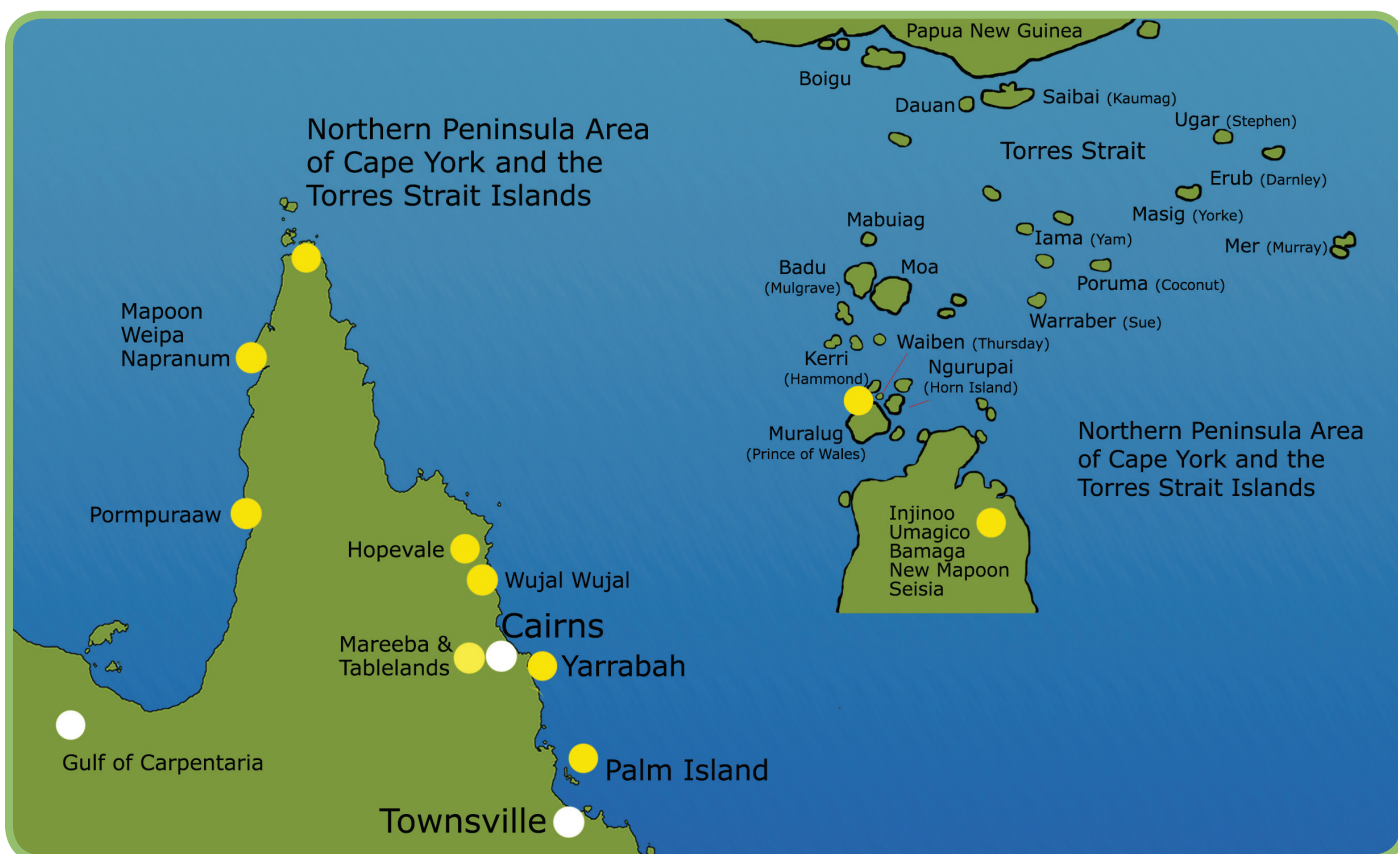 Northern Peninsula Area
of Cape York and the
Torres Strait Islands
Mapoon
Weipa
Napranum
Pormpuraaw
Hopevale
Wujal Wujal
Cairns
Mareeba &
Tablelands
Yarrabah
Gulf of Carpentaria
Palm Island
Townsville
Papua New Guinea
Boigu
Dauan
Saibai (Kaumag)
Ugar (Stephen)
Torres Strait
Erub (Darnley)
Masig (Yorke)
Mabuiag
Iama (Yam)
Mer (Murray)
Badu
(Mulgrave)
Moa
Poruma (Coconut)
Warraber (Sue)
Waiben (Thursday)
Kerri
(Hammond)
Ngurupai
(Horn Island)
Muralug
(Prince of Wales)
Northern Peninsula Area
of Cape York and the
Torres Strait Islands
Injinoo
Umagico
Bamaga
New Mapoon
Seisia